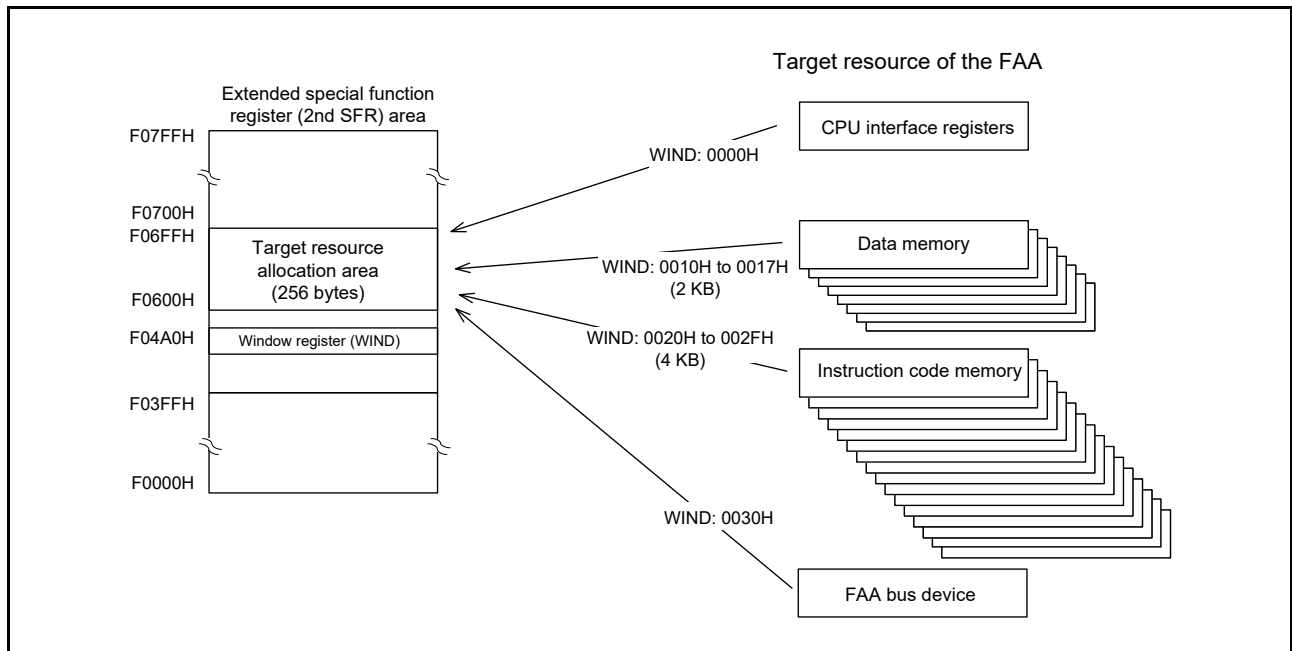 Target resource of the FAA
Extended special function
register (2nd SFR) area
F07FFH
F0700H
F06FFH
Target resource
allocation area
(256 bytes)
F0600H
F04A0H
Window register (WIND)
F03FFH
F0000H
WIND: 0000H
WIND: 0010H to 0017H
(2 KB)
WIND: 0020H to 002FH
(4 KB)
WIND: 0030H
CPU interface registers
Data memory
Instruction code memory
FAA bus device